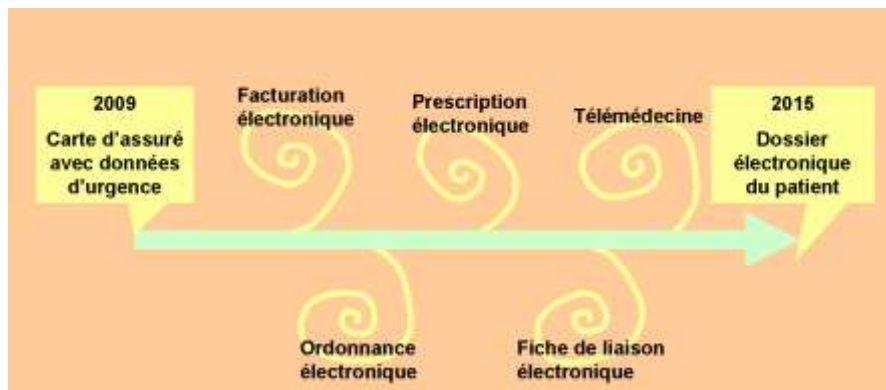 2009
Carte d'assuré
avec données
d'urgence
Facturation
électronique
Ordonnance
électronique
Prescription
électronique
Fiche de liaison
électronique
Télémédecine
2015
Dossier
électronique
du patient